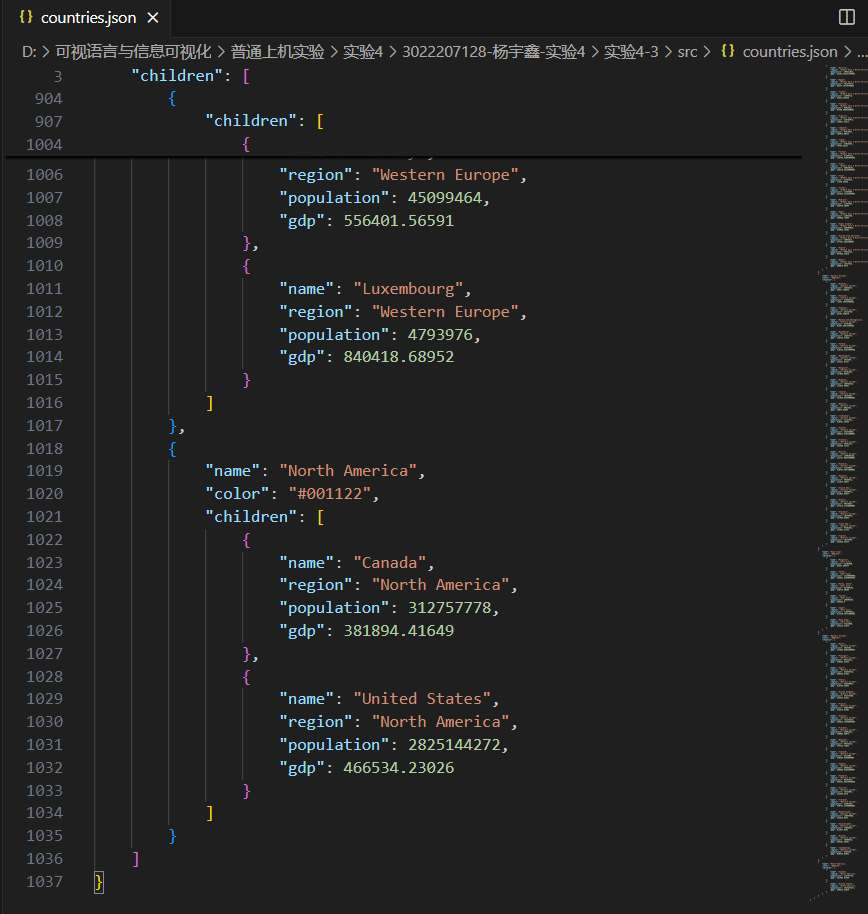 {} countries.json ×
D: > 可视语言与信息可视化 > 普通上机实验 > 实验4 > 3022207128-杨宇鑫-实验4 > 实验4-3 > src > {} countries.json > ...
3 "children": [
904 {
907 "children": [
1004 {
1006 "region": "Western Europe",
1007 "population": 45099464,
1008 "gdp": 556401.56591
1009 },
1010 {
1011 "name": "Luxembourg",
1012 "region": "Western Europe",
1013 "population": 4793976,
1014 "gdp": 840418.68952
1015 }
1016 ]
1017 },
1018 {
1019 "name": "North America",
1020 "color": "#001122",
1021 "children": [
1022 {
1023 "name": "Canada",
1024 "region": "North America",
1025 "population": 312757778,
1026 "gdp": 381894.41649
1027 },
1028 {
1029 "name": "United States",
1030 "region": "North America",
1031 "population": 2825144272,
1032 "gdp": 466534.23026
1033 }
1034 ]
1035 }
1036 ]
1037 }